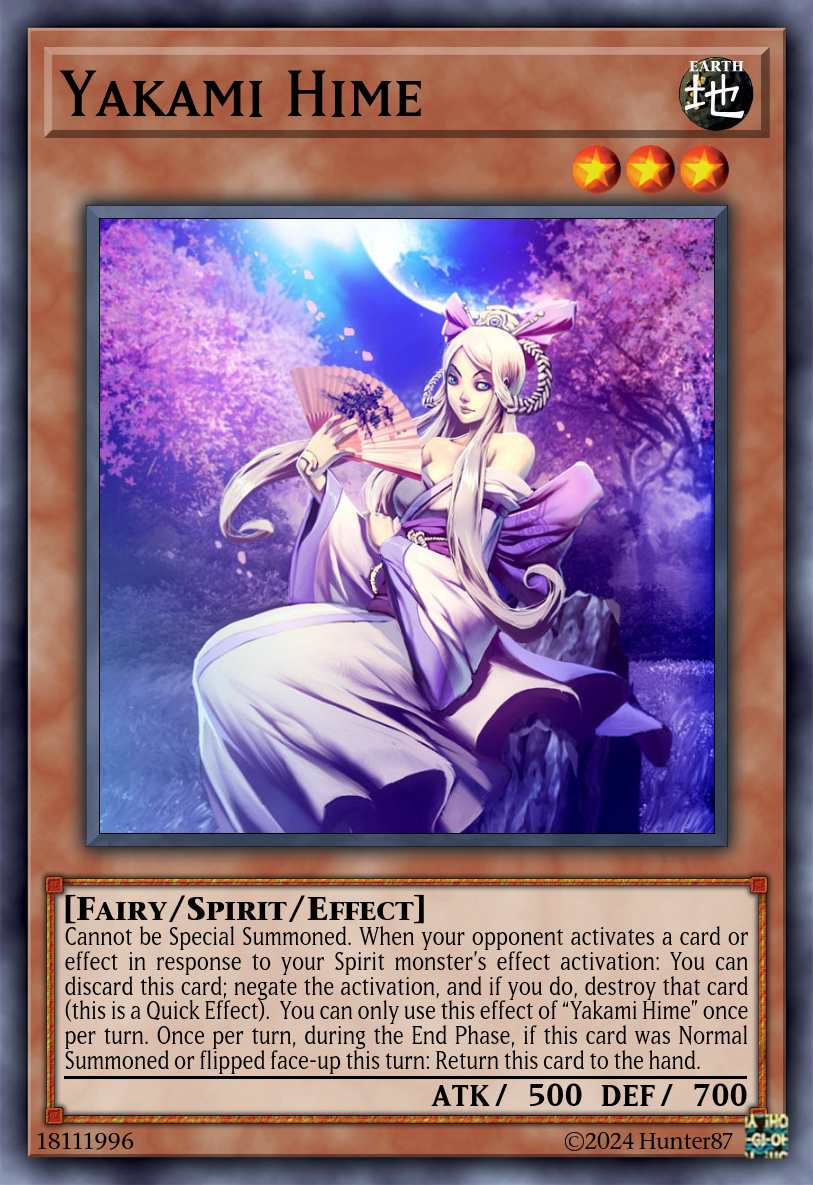 Yakami Hime
EARTH
地
[Fairy/Spirit/Effect]
Cannot be Special Summoned. When your opponent activates a card or
effect in response to your Spirit monster’s effect activation: You can
discard this card; negate the activation, and if you do, destroy that card
(this is a Quick Effect). You can only use this effect of “Yakami Hime” once
per turn. Once per turn, during the End Phase, if this card was Normal
Summoned or flipped face-up this turn: Return this card to the hand.
ATK/ 500 DEF/ 700
18111996
©2024 Hunter87